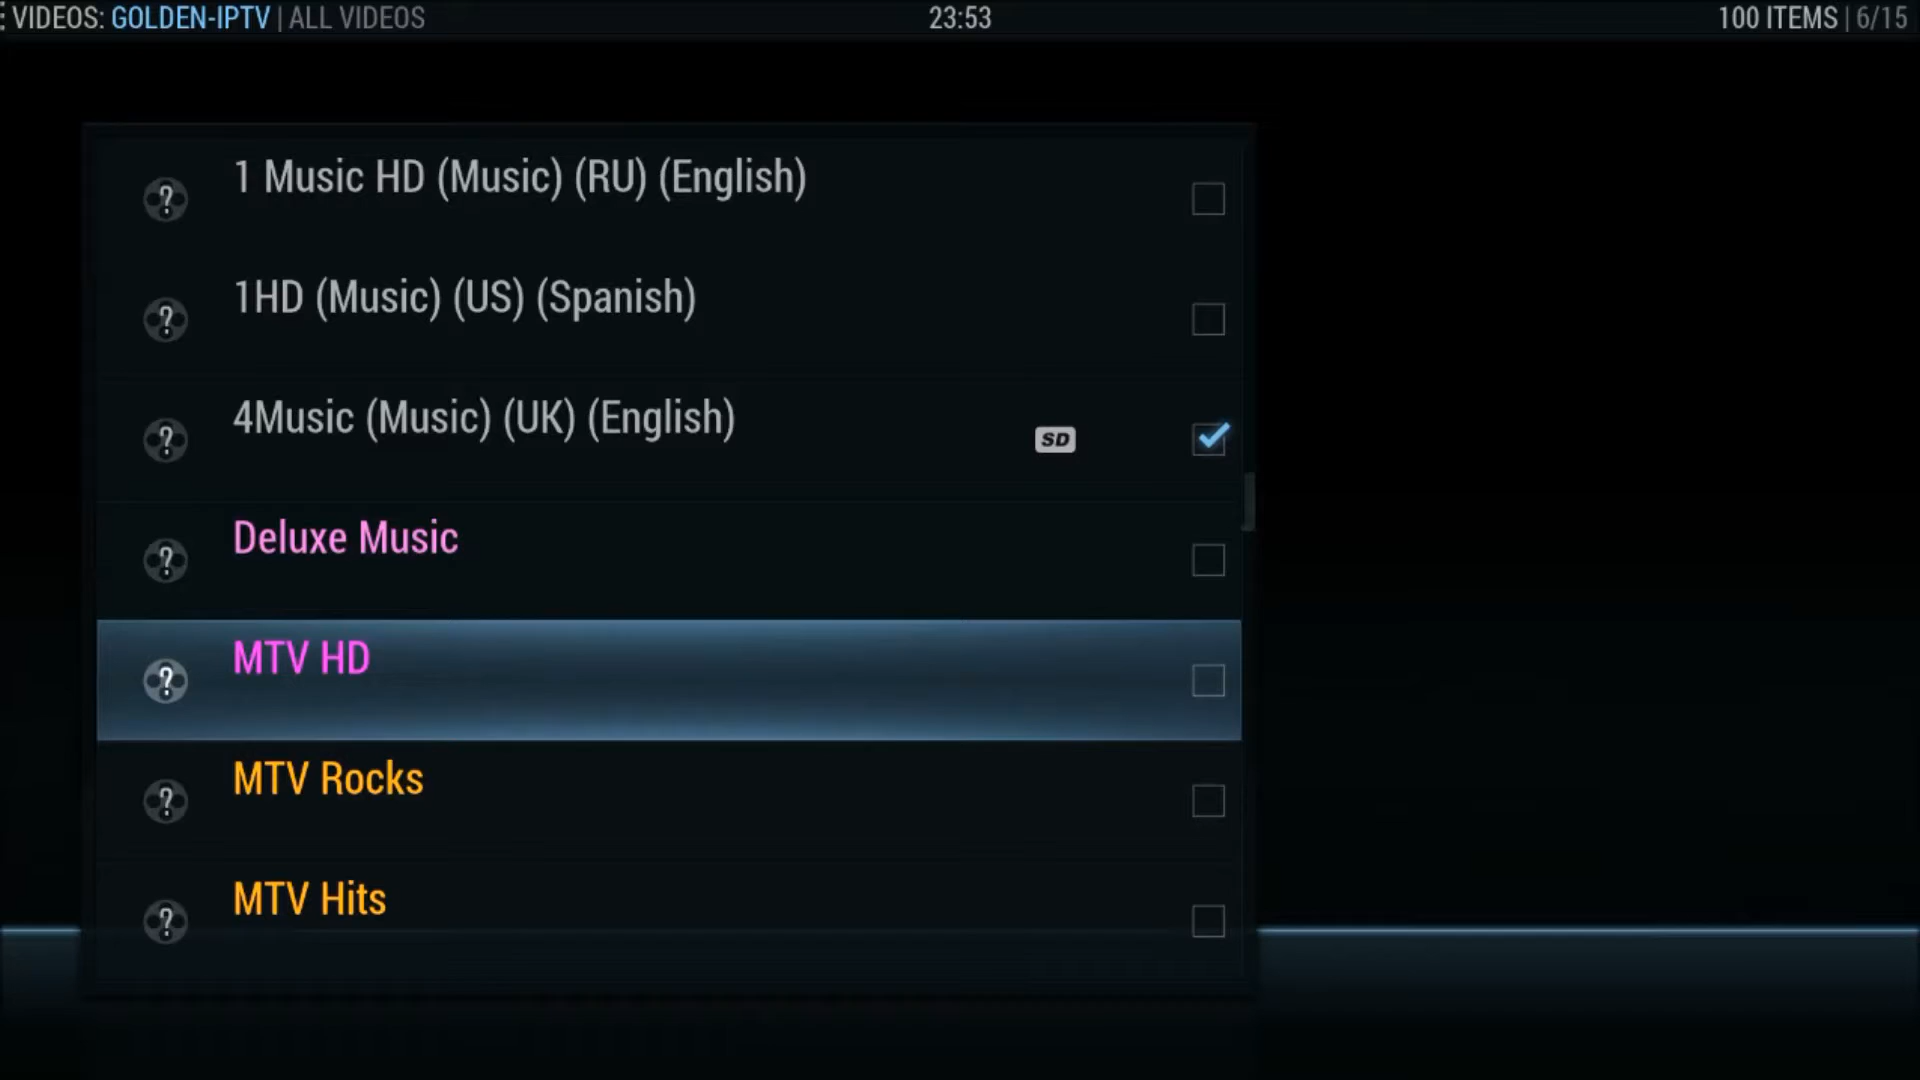 VIDEOS: GOLDEN-IPTV | ALL VIDEOS
23:53
100 ITEMS | 6/15
1 Music HD (Music) (RU) (English)
1HD (Music) (US) (Spanish)
4Music (Music) (UK) (English)
SD
Deluxe Music
MTV HD
MTV Rocks
MTV Hits